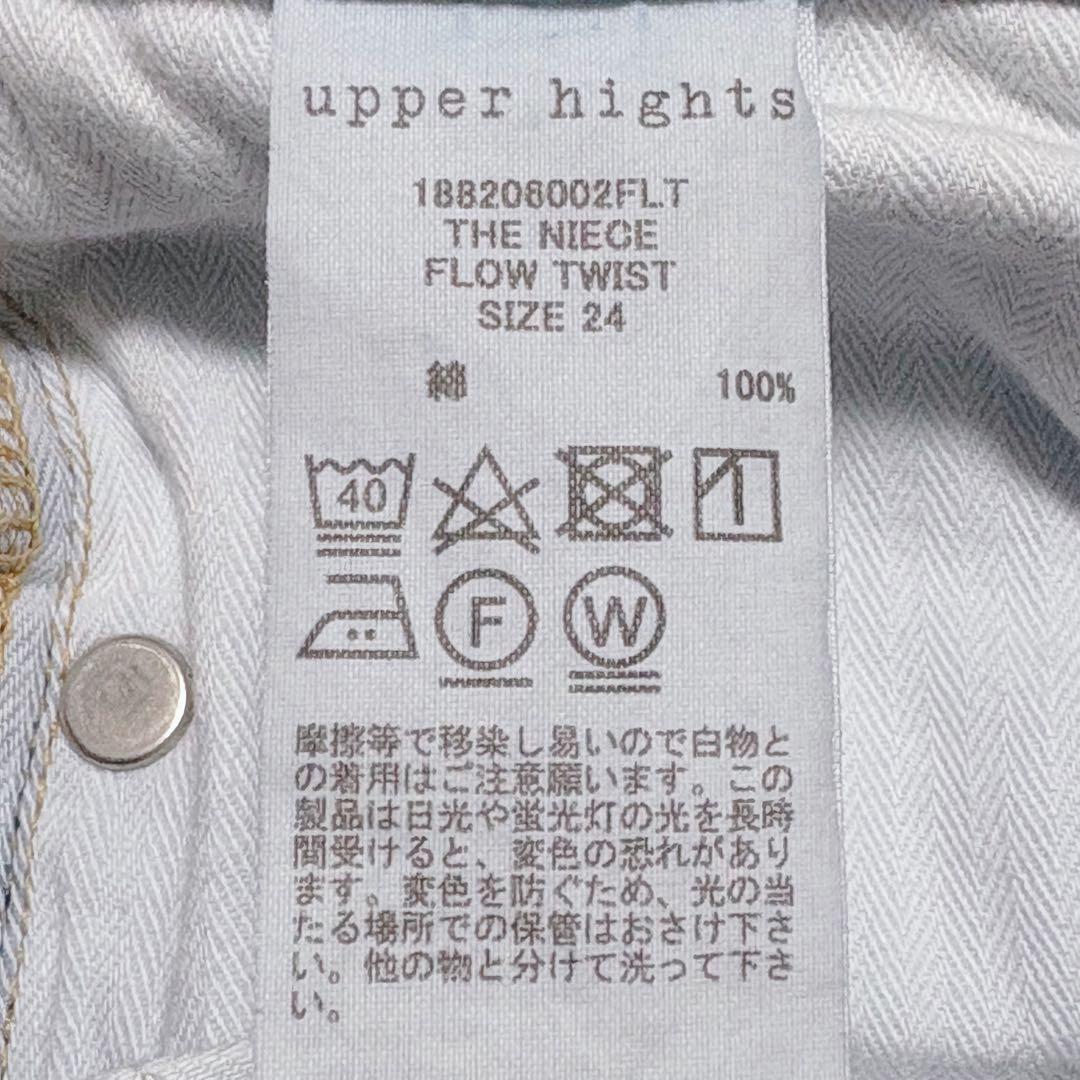 upper hights
188206002FLT
THE NIECE
FLOW TWIST
SIZE 24
綿 100%
40
F
W
摩擦等で移染し易いので白物と
の着用はご注意願います。この
製品は日光や蛍光灯の光を長時
間受けると、変色の恐れがあり
ます。変色を防ぐため、光の当
たる場所での保管はおさけ下さ
い。他の物と分けて洗って下さ
い。